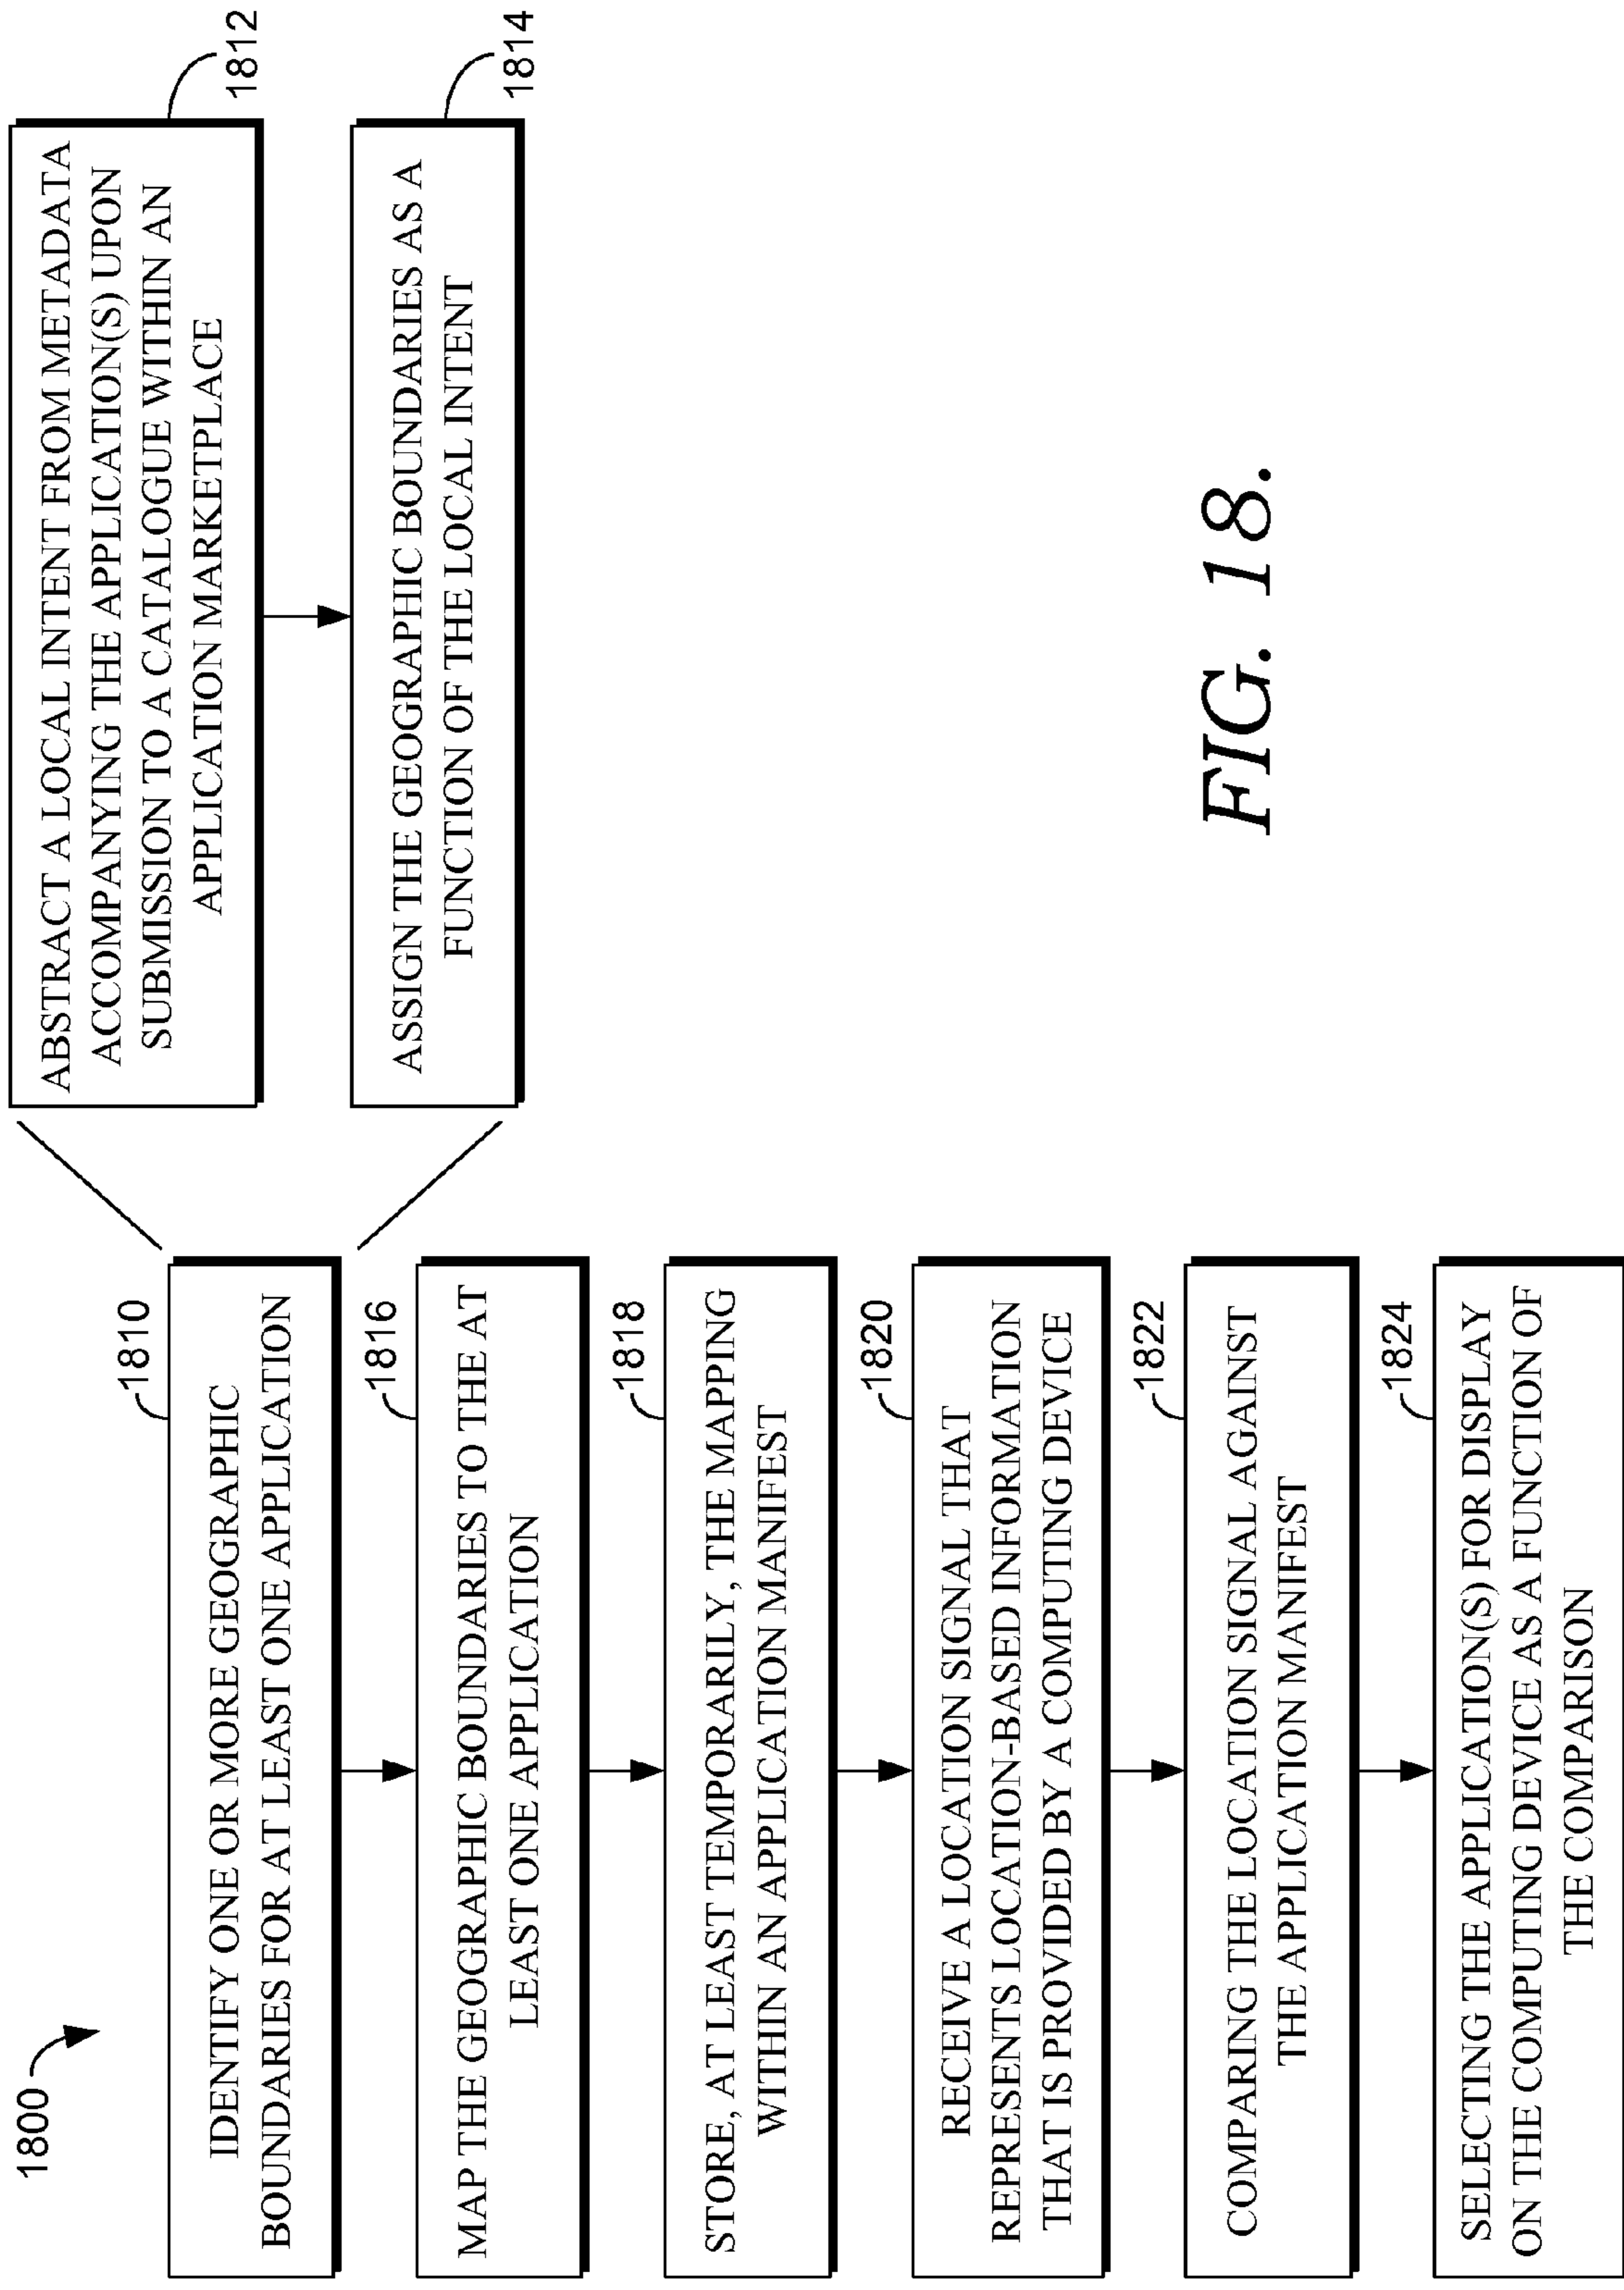 1800
1810
IDENTIFY ONE OR MORE GEOGRAPHIC
BOUNDARIES FOR AT LEAST ONE APPLICATION
1812
ABSTRACT A LOCAL INTENT FROM METADATA
ACCOMPANYING THE APPLICATION(S) UPON
SUBMISSION TO A CATALOGUE WITHIN AN
APPLICATION MARKETPLACE
1814
ASSIGN THE GEOGRAPHIC BOUNDARIES AS A
FUNCTION OF THE LOCAL INTENT
1816
MAP THE GEOGRAPHIC BOUNDARIES TO THE AT
LEAST ONE APPLICATION
1818
STORE, AT LEAST TEMPORARILY, THE MAPPING
WITHIN AN APPLICATION MANIFEST
1820
RECEIVE A LOCATION SIGNAL THAT
REPRESENTS LOCATION-BASED INFORMATION
THAT IS PROVIDED BY A COMPUTING DEVICE
1822
COMPARING THE LOCATION SIGNAL AGAINST
THE APPLICATION MANIFEST
1824
SELECTING THE APPLICATION(S) FOR DISPLAY
ON THE COMPUTING DEVICE AS A FUNCTION OF
THE COMPARISON
FIG. 18.